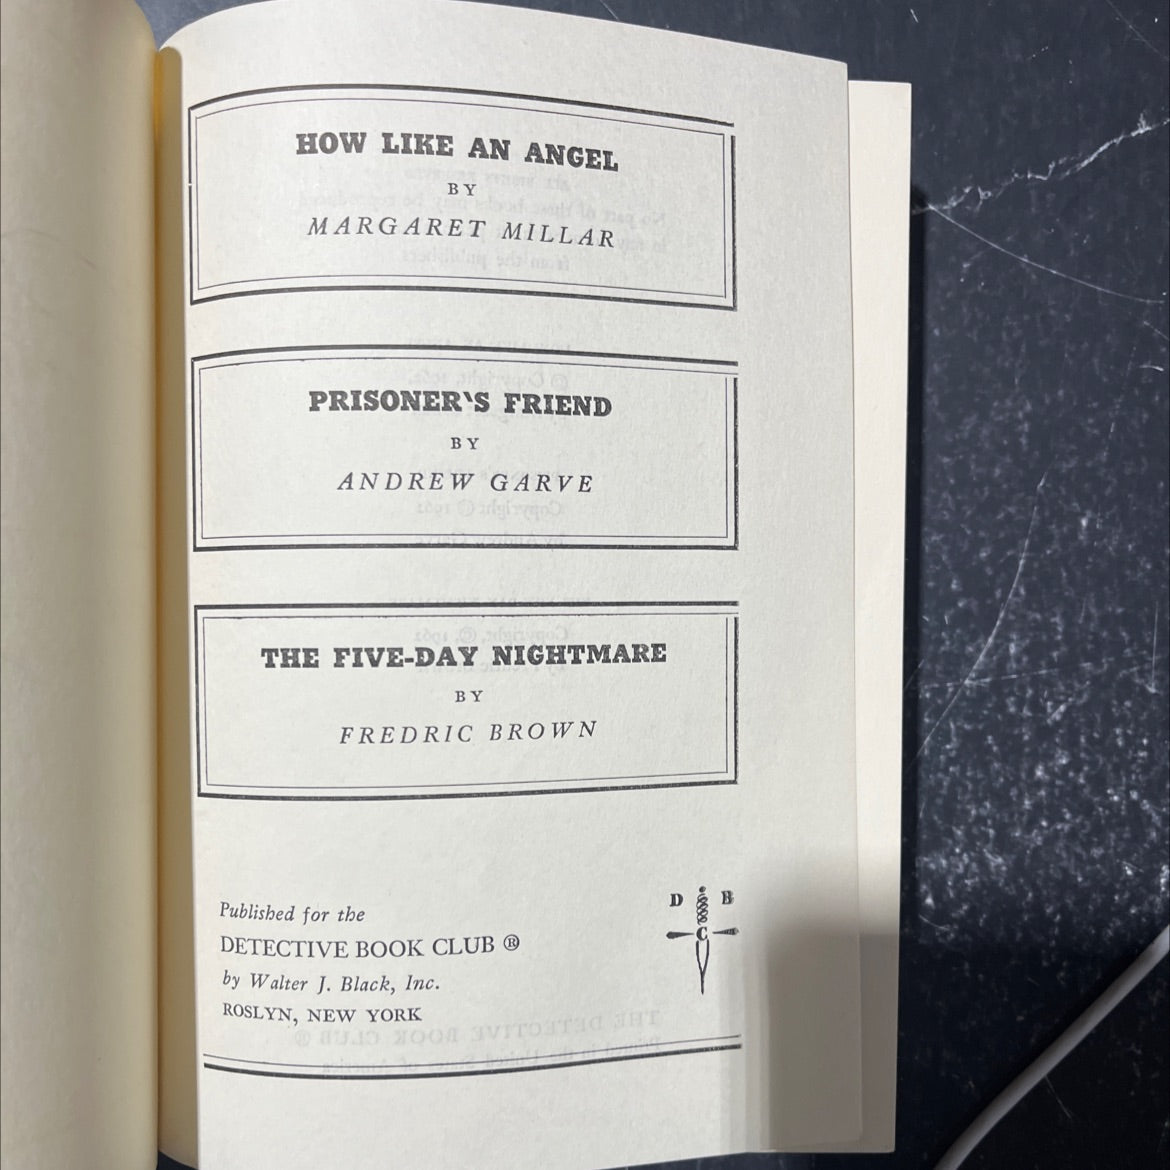 HOW LIKE AN ANGEL
BY
MARGARET MILLAR
PRISONER'S FRIEND
BY
ANDREW GARVE
THE FIVE-DAY NIGHTMARE
BY
FREDRIC BROWN
Published for the
DETECTIVE BOOK CLUB ®
by Walter J. Black, Inc.
ROSLYN, NEW YORK
D B
C